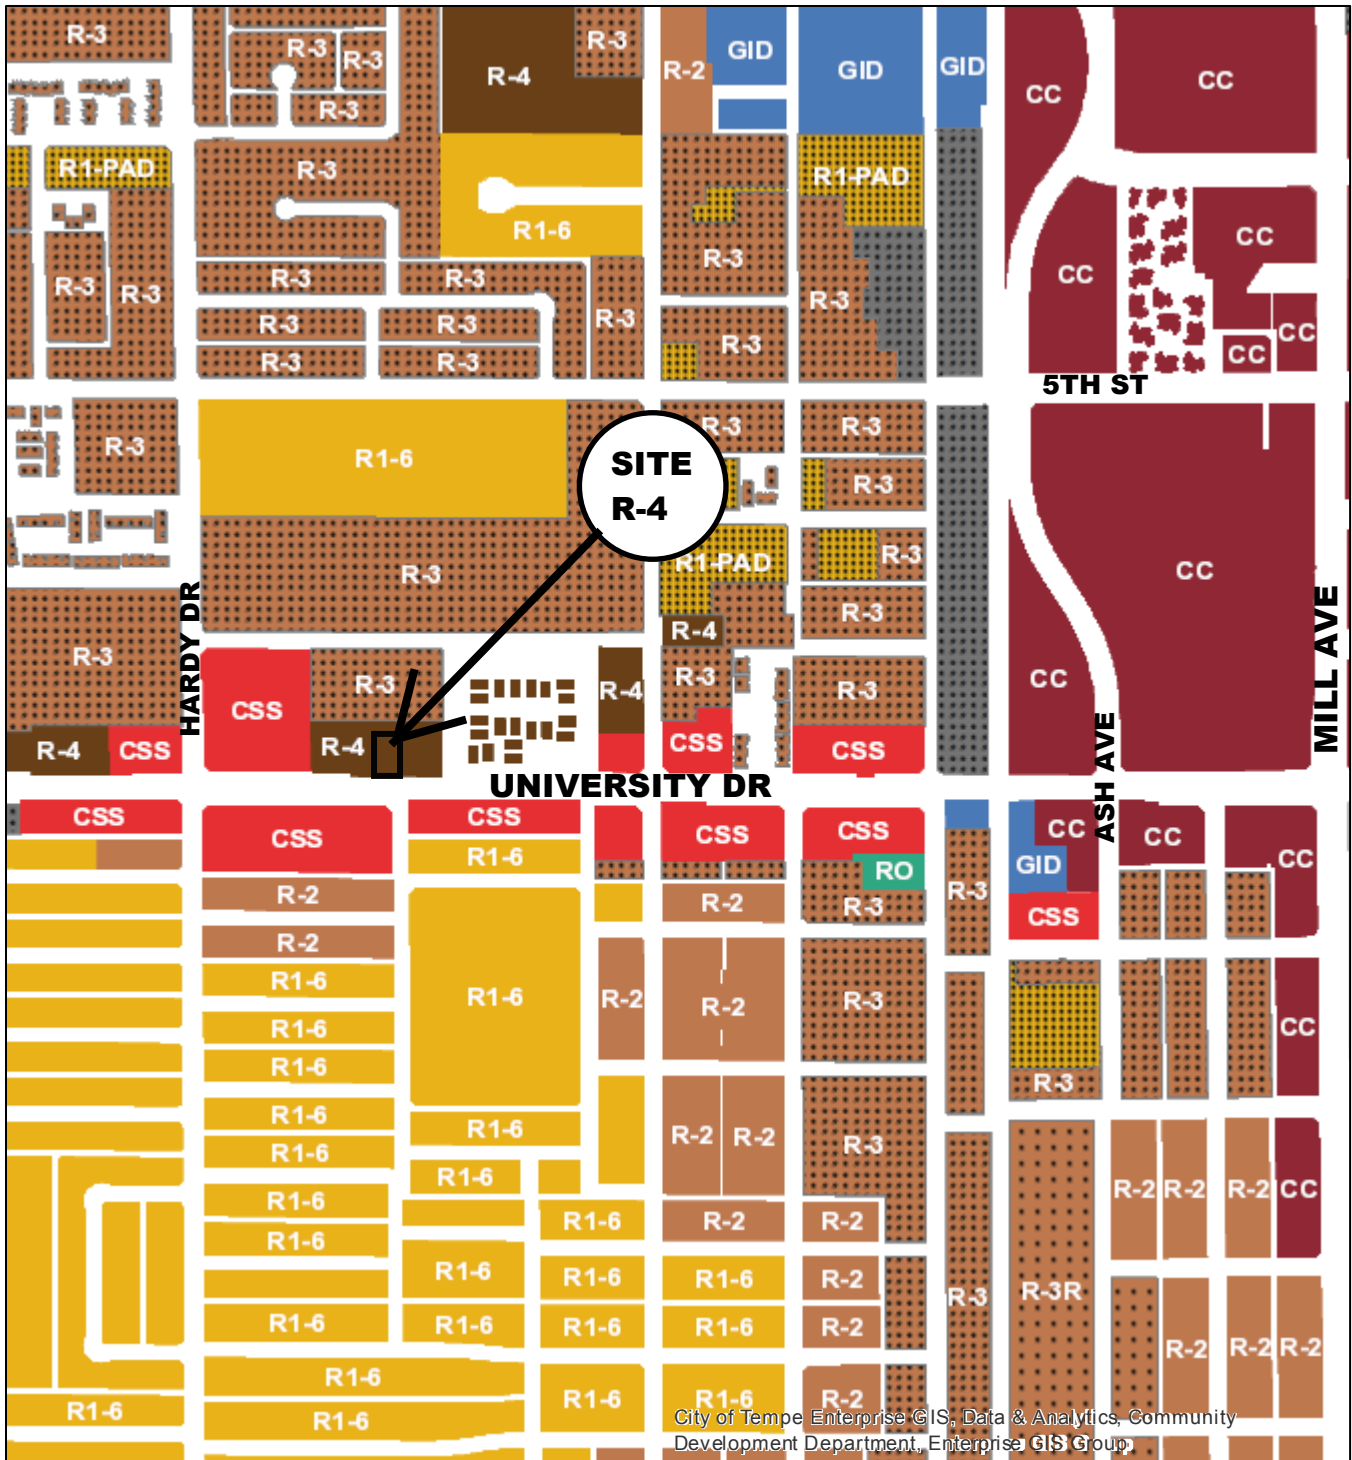 R-3
R-3
R-3
R-4
R-3
R-2
GID
GID
GID
CC
CC
R-3
R1-PAD
R-3
R1-PAD
R1-6
CC
R-3
R-3
R-3
R-3
R-3
R-3
CC
R-3
R-3
R-3
R-3
R-3
R-3
R-3
CC
CC
5TH ST
R-3
R1-6
R-3
R-3
SITE
R-4
R-3
R-3
R1-PAD
R-3
CC
R-3
R-3
R-4
HARDY DR
MILL AVE
R-3
R-3
R-4
R-3
R-3
CC
CSS
R-4
CSS
R-4
CSS
CSS
ASH AVE
UNIVERSITY DR
CSS
CSS
CSS
CSS
CSS
CC
CC
CC
R1-6
RO
GID
R-2
R-2
R-3
R-3
CSS
R-2
R1-6
R1-6
R-2
R-2
R-3
CC
R1-6
R1-6
R-3
R1-6
R1-6
R-2
R-2
R-3
R1-6
R1-6
R1-6
R-2
R-2
R-2
CC
R1-6
R1-6
R-2
R-2
R1-6
R1-6
R1-6
R1-6
R-2
R-3
R-3R
R1-6
R1-6
R1-6
R1-6
R-2
R-2
R-2
R-2
R1-6
R1-6
R1-6
R-2
R1-6
R1-6
City of Tempe Enterprise GIS, Data & Analytics, Community
Development Department, Enterprise GIS Group